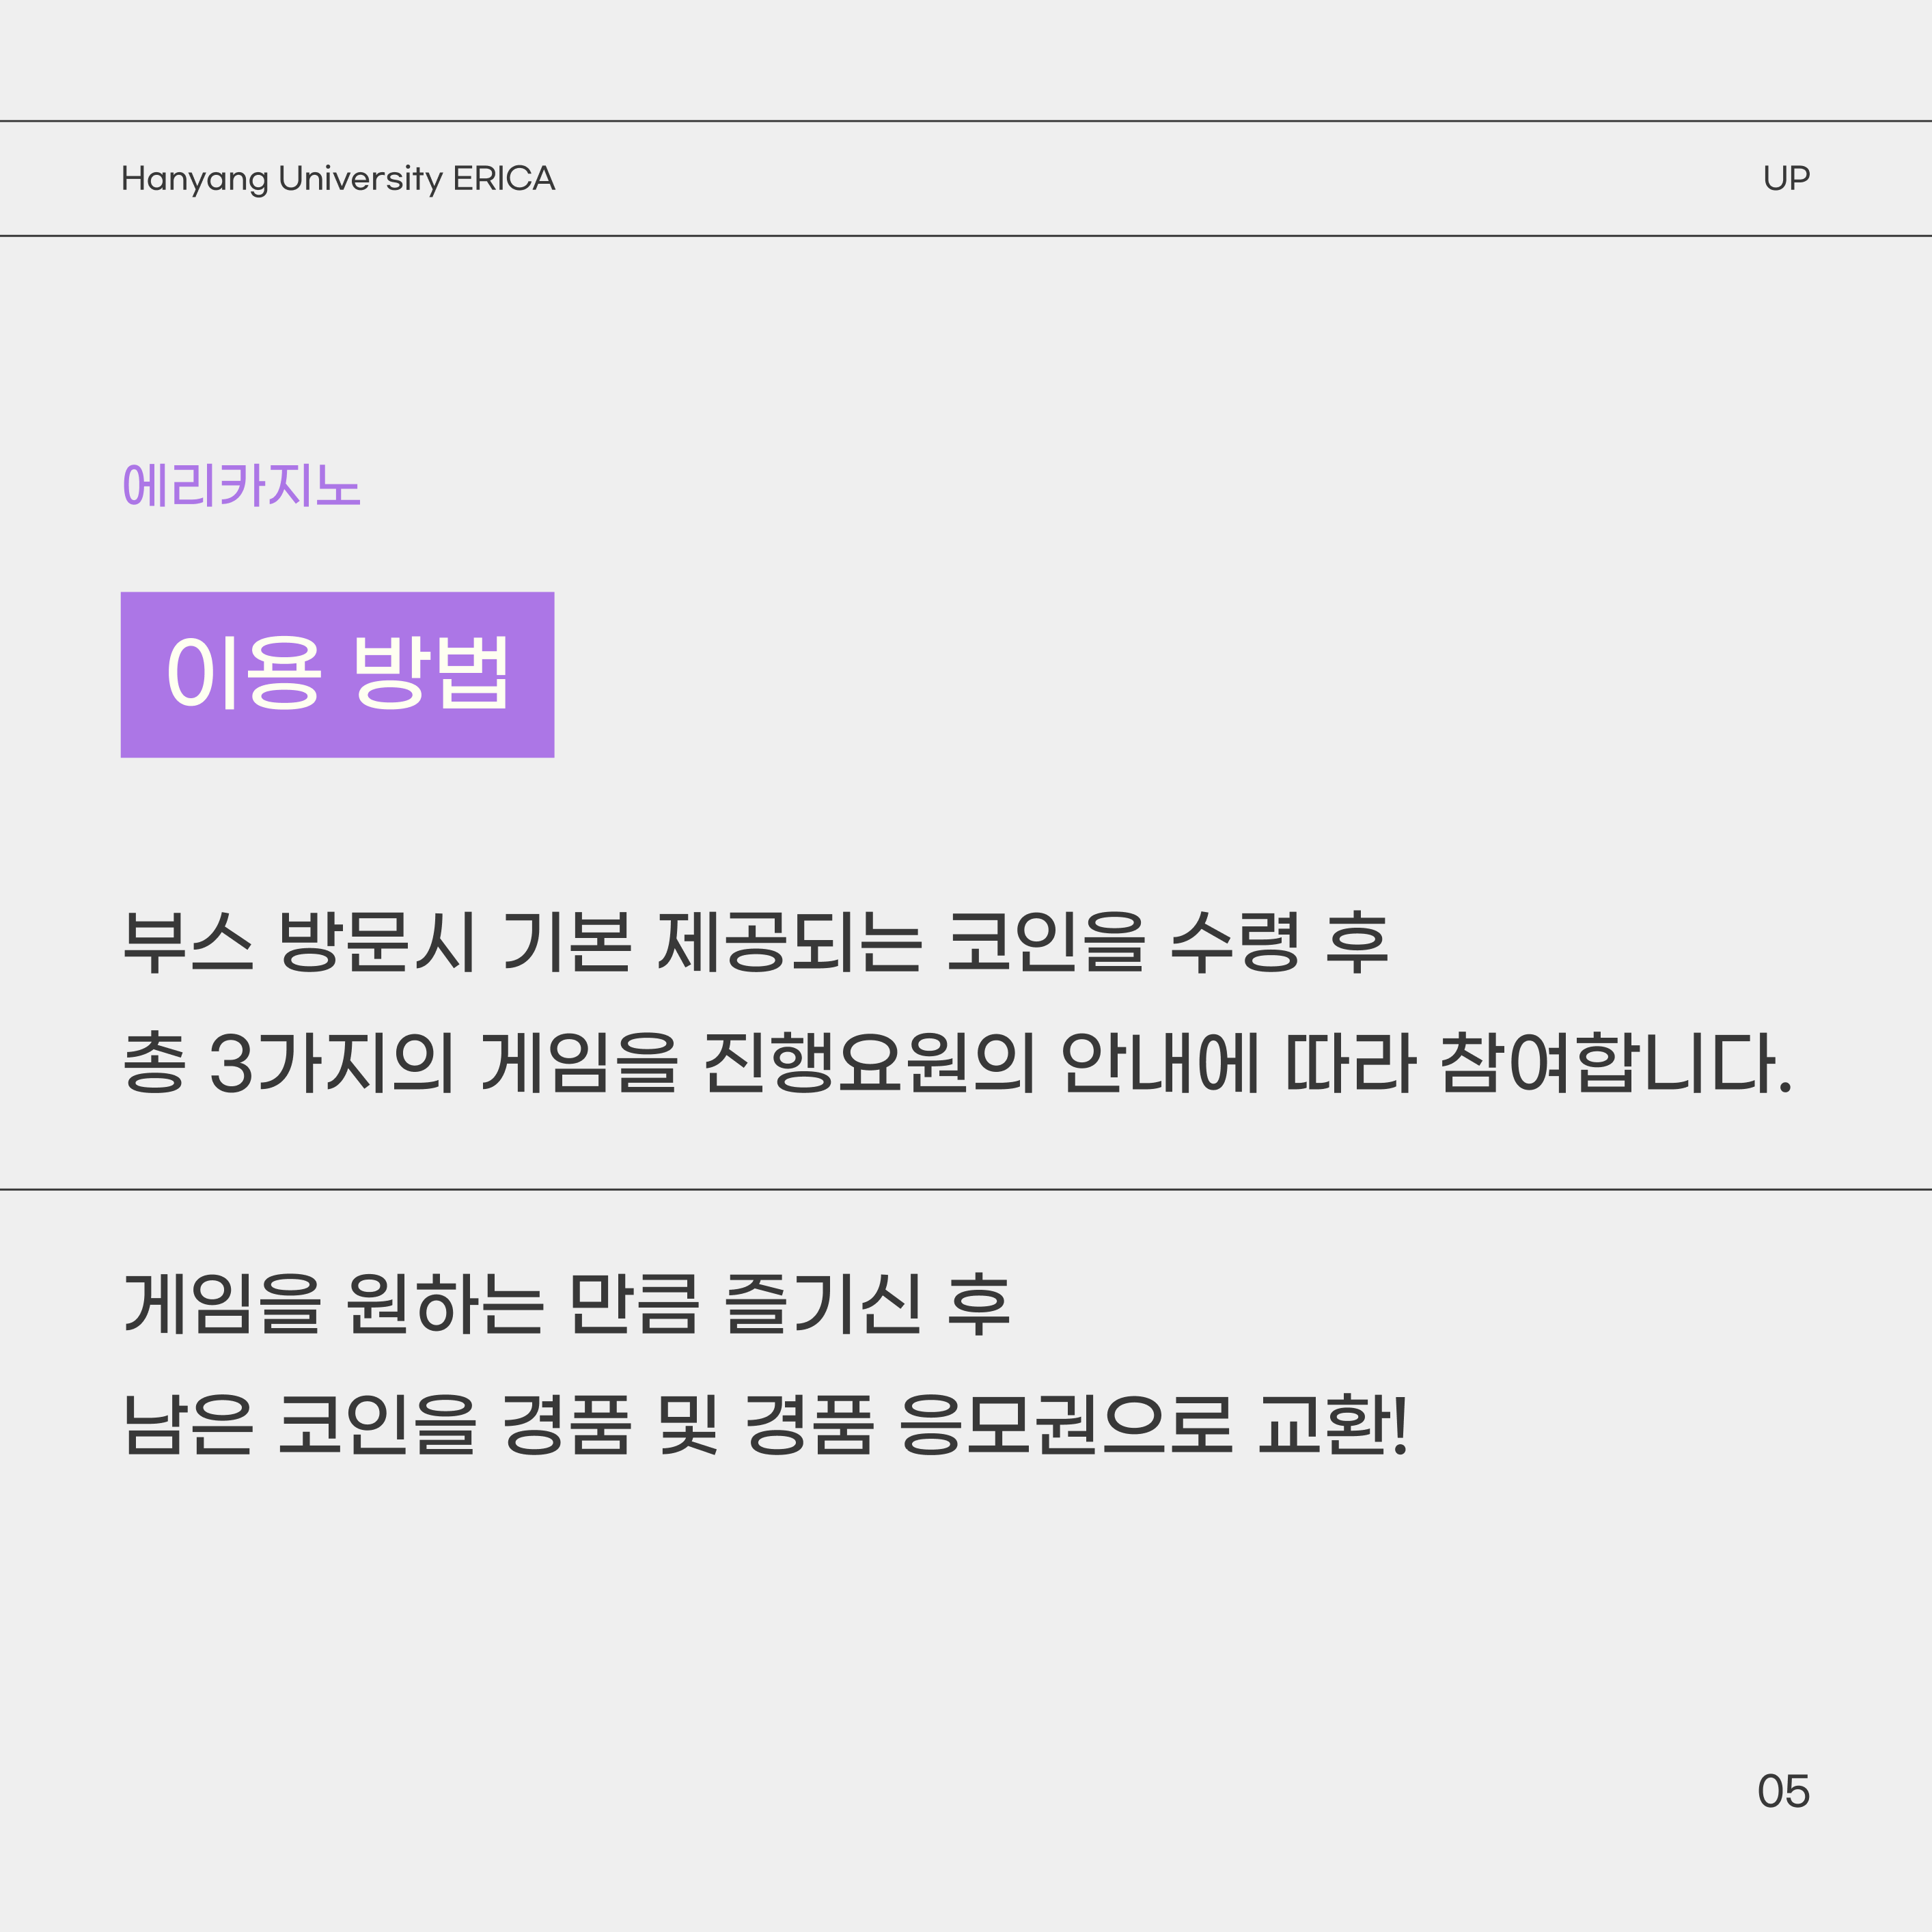 Hanyang University ERICA
UP
애리카지노
이용 방법
부스 방문시 기본 제공되는 코인을 수령 후
총 3가지의 게임을 진행요원의 안내에 따라 참여합니다.
게임을 원하는 만큼 즐기신 후
남은 코인을 경품 및 경품 응모권으로 교환!
05